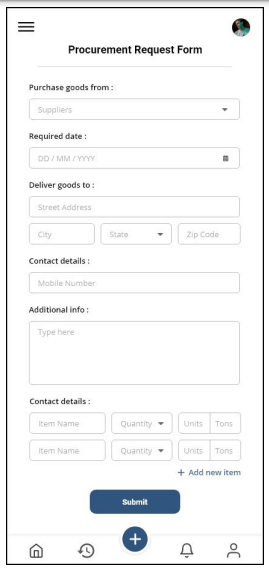 Procurement Request Form
Purchase goods from :
Suppliers
Required date :
DD / MM / YYYY
Deliver goods to :
Street Address
City State Zip Code
Contact details :
Mobile Number
Additional info :
Type here
Contact details :
Item Name Quantity Units Tons
Item Name Quantity Units Tons
+ Add new item
Submit